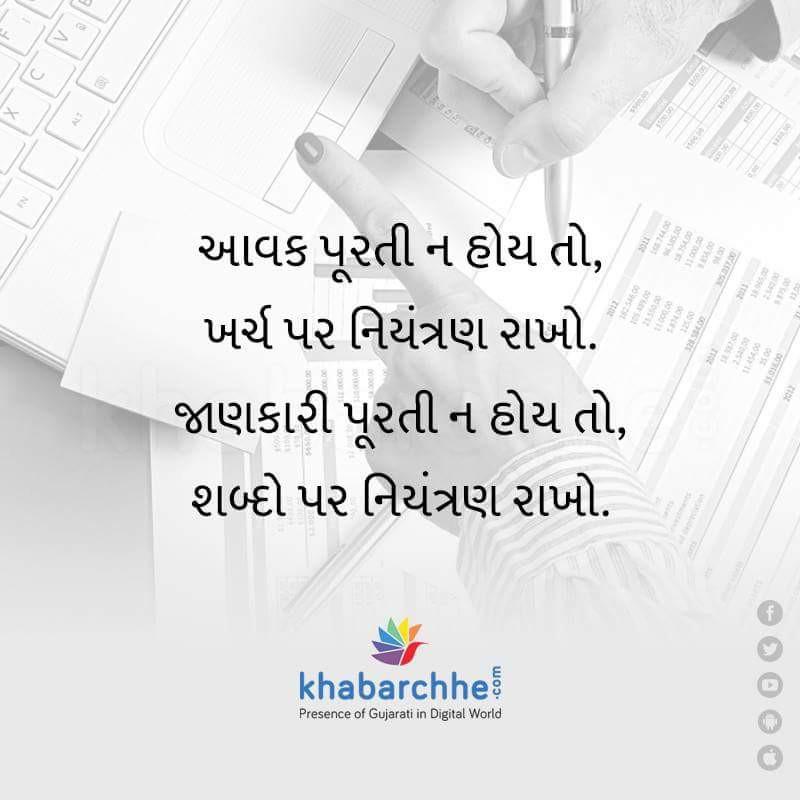 આવક પૂરતી ન હોય તો,
ખર્ચ પર નિયંત્રણ રાખો.
જાણકારી પૂરતી ન હોય તો,
શબ્દો પર નિયંત્રણ રાખો.
khabarchhe.com
Presence of Gujarati in Digital World